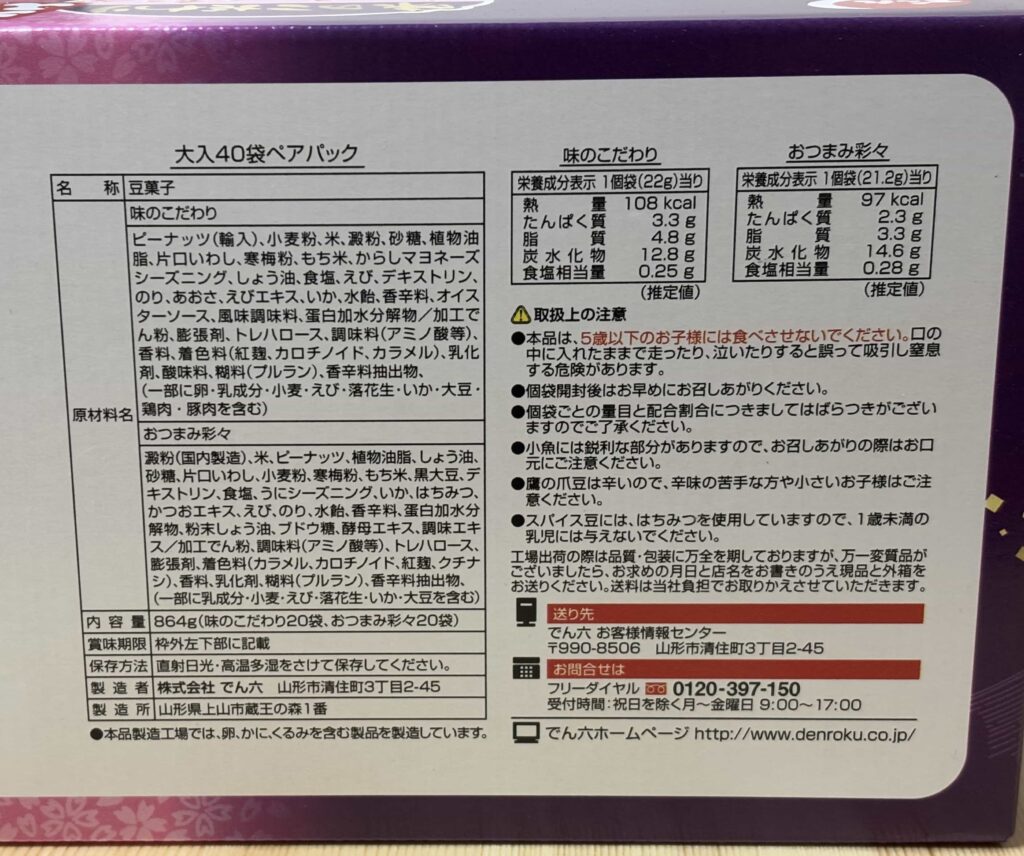 大入40袋ペアパック
名称 豆菓子
原材料名
味のこだわり
ピーナッツ(輸入)、小麦粉、米、澱粉、砂糖、植物油
脂、片口いわし、寒梅粉、もち米、からしマヨネーズ
シーズニング、しょう油、食塩、えび、デキストリン、
のり、あおさ、えびエキス、いか、水飴、香辛料、オイス
ターソース、風味調味料、蛋白加水分解物/加工で
ん粉、膨張剤、トレハロース、調味料(アミノ酸等)、
香料、着色料(紅麹、カロチノイド、カラメル)、乳化
剤、酸味料、糊料(プルラン)、香辛料抽出物、
(一部に卵・乳成分・小麦・えび・落花生・いか・大豆・
鶏肉・豚肉を含む)
おつまみ彩々
澱粉(国内製造)、米、ピーナッツ、植物油脂、しょう油、
砂糖、片口いわし、小麦粉、寒梅粉、もち米、黒大豆、デ
キストリン、食塩、うにシーズニング、いか、はちみつ、
かつおエキス、えび、のり、水飴、香辛料、蛋白加水分
解物、粉末しょう油、ブドウ糖、酵母エキス、調味エキ
ス/加工でん粉、調味料(アミノ酸等)、トレハロース、
膨張剤、着色料(カラメル、カロチノイド、紅麹、クチナ
シ)、香料、乳化剤、糊料(プルラン)、香辛料抽出物、
(一部に乳成分・小麦・えび・落花生・いか・大豆を含む)
内容量 864g(味のこだわり20袋、おつまみ彩々20袋)
賞味期限 枠外左下部に記載
保存方法 直射日光・高温多湿をさけて保存してください。
製造者 株式会社 でん六 山形市清住町3丁目2-45
製造所 山形県上山市蔵王の森1番
●本品製造工場では、卵、かに、くるみを含む製品を製造しています。
味のこだわり
栄養成分表示 1個袋(22g)当り
熱量 108 kcal
たんぱく質 3.3 g
脂質 4.8 g
炭水化物 12.8 g
食塩相当量 0.25 g
(推定値)
おつまみ彩々
栄養成分表示 1個袋(21.2g)当り
熱量 97 kcal
たんぱく質 2.3 g
脂質 3.3 g
炭水化物 14.6 g
食塩相当量 0.28 g
(推定値)
取扱上の注意
●本品は、5歳以下のお子様には食べさせないでください。口の
中に入れたままで走ったり、泣いたりすると誤って吸引し窒息
する危険があります。
●個袋開封後はお早めにお召しあがりください。
●個袋ごとの量目と配合割合につきましてはばらつきがござい
ますのでご了承ください。
●小魚には鋭利な部分がありますので、お召しあがりの際はお口
元にご注意ください。
●鷹の爪豆は辛いので、辛味の苦手な方や小さいお子様はご注
意ください。
●スパイス豆には、はちみつを使用していますので、1歳未満の
乳児には与えないでください。
工場出荷の際は品質・包装に万全を期しておりますが、万一変質品が
ございましたら、お求めの月日と店名をお書きのうえ現品と外箱を
お送りください。送料は当社負担でお取りかえさせていただきます。
送り先
でん六 お客様情報センター
〒990-8506 山形市清住町3丁目2-45
お問合せは
フリーダイヤル 0120-397-150
受付時間:祝日を除く月〜金曜日 9:00〜17:00
でん六ホームページ http://www.denroku.co.jp/